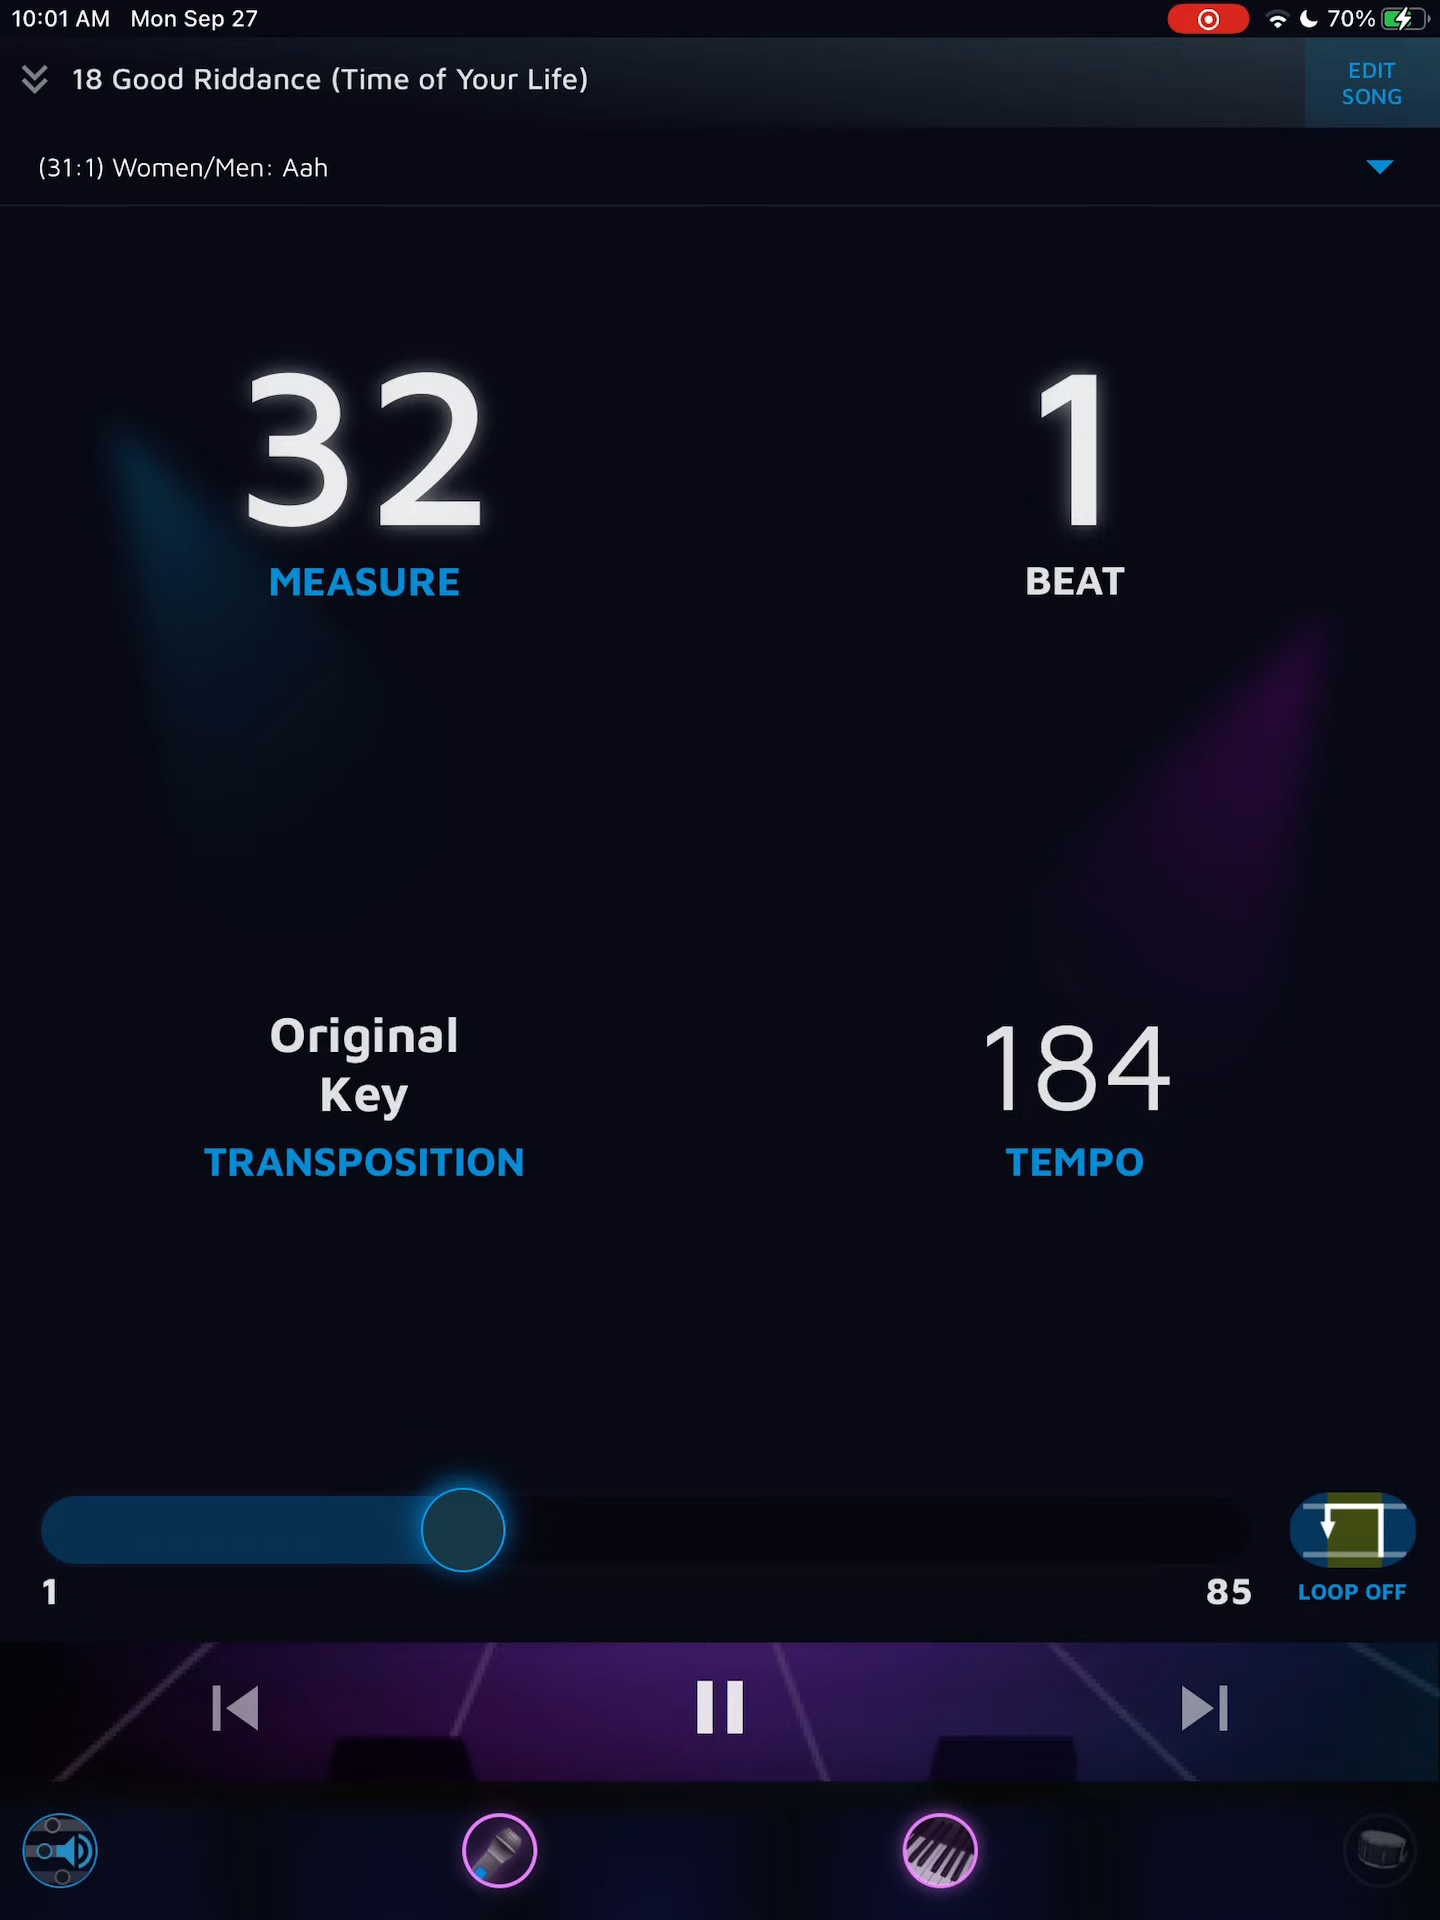 10:01 AM Mon Sep 27
70%
18 Good Riddance (Time of Your Life)
EDIT
SONG
(31:1) Women/Men: Aah
32
MEASURE
1
BEAT
Original
Key
TRANSPOSITION
184
TEMPO
1
85
LOOP OFF